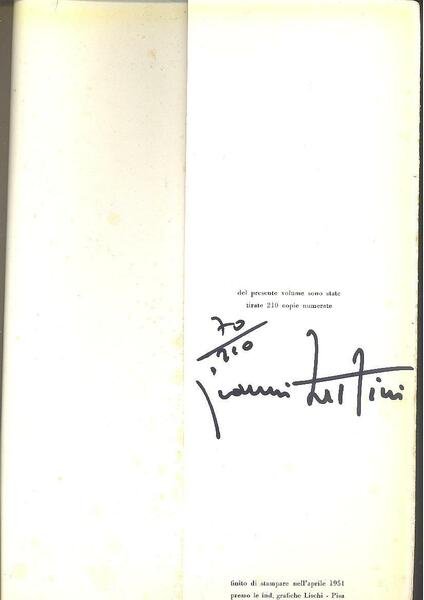 del presente volume sono state
tirate 210 copie numerate
70
210
finito di stampare nell'aprile 1951
presso le ind. grafiche Lischi - Pisa